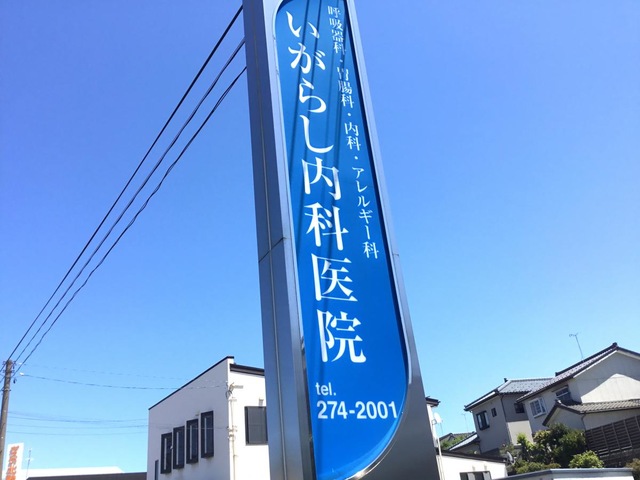 呼吸器科・胃腸科・内科・アレルギー科
いがらし内科医院
tel.
274-2001